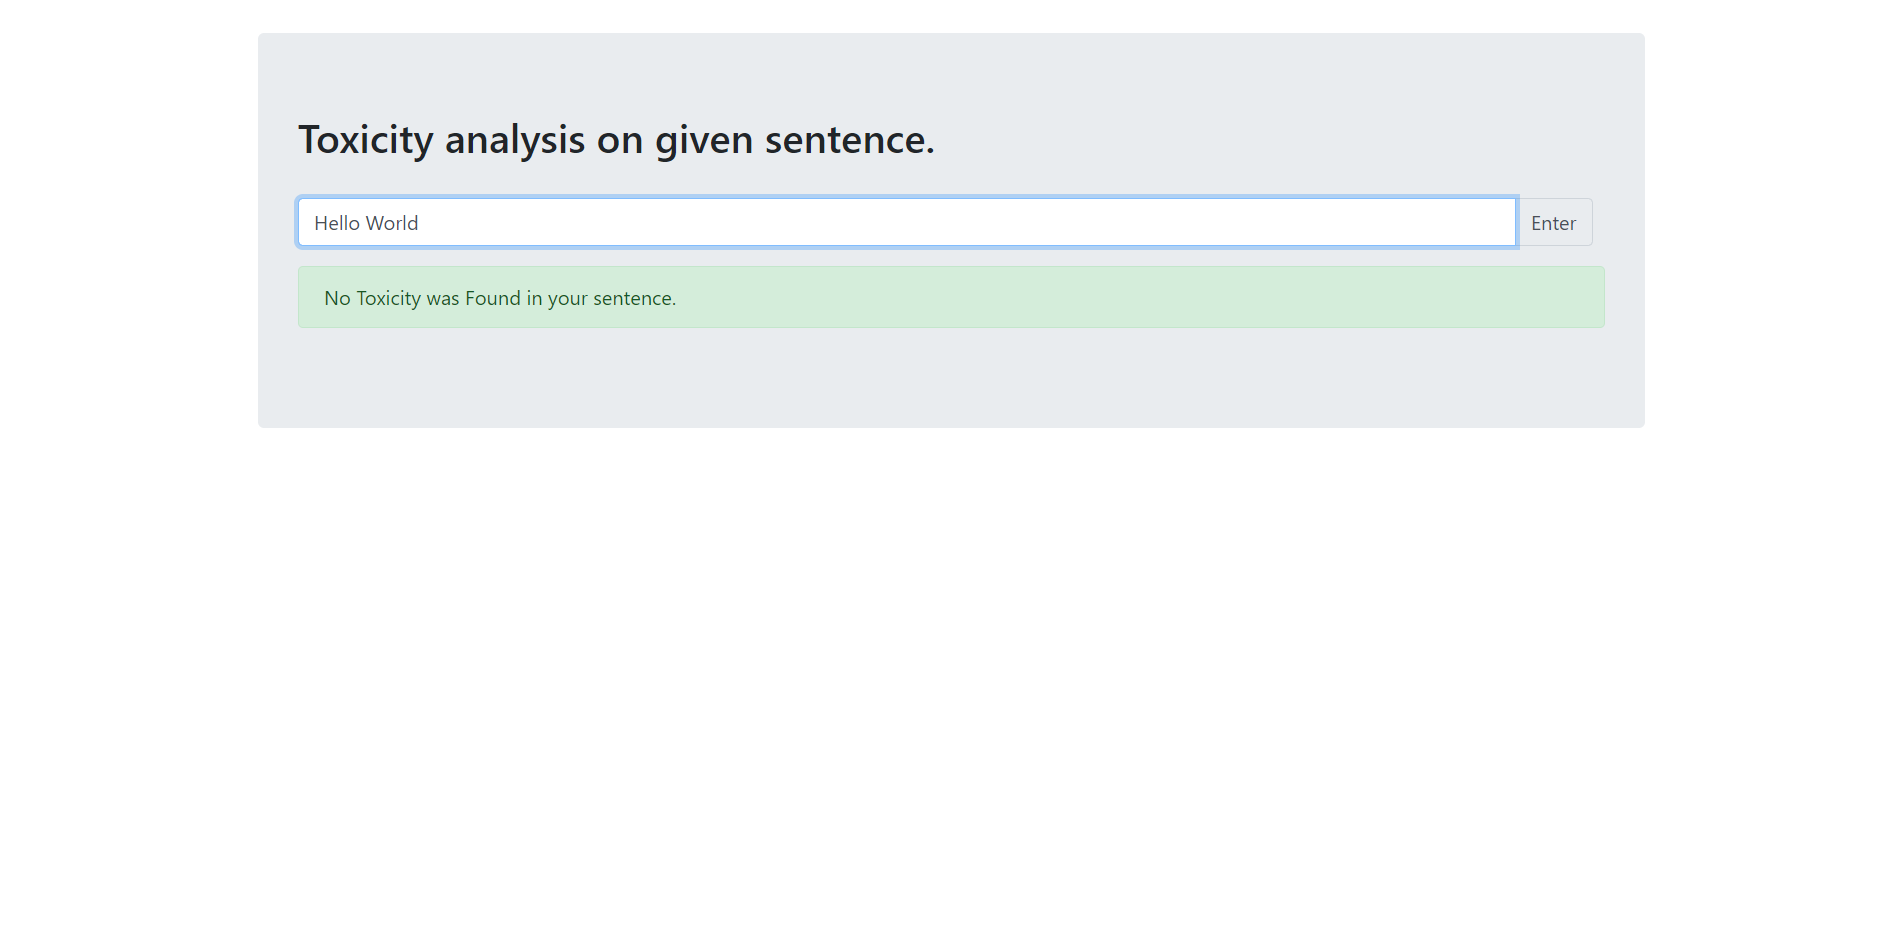 Toxicity analysis on given sentence.
Hello World
Enter
No Toxicity was Found in your sentence.